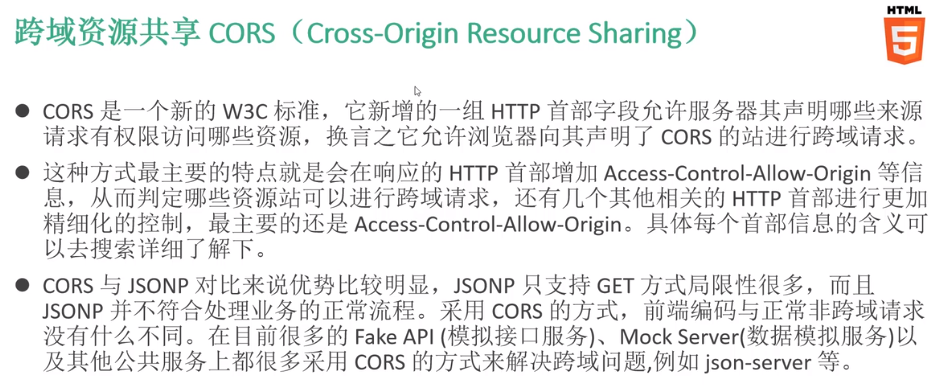 跨域资源共享 CORS（Cross-Origin Resource Sharing）
HTML
5
● CORS 是一个新的 W3C 标准，它新增的一组 HTTP 首部字段允许服务器其声明哪些来源
请求有权限访问哪些资源，换言之它允许浏览器向其声明了 CORS 的站进行跨域请求。
● 这种方式最主要的特点就是会在响应的 HTTP 首部增加 Access-Control-Allow-Origin 等信
息，从而判定哪些资源站可以进行跨域请求，还有几个其他相关的 HTTP 首部进行更加
精细化的控制，最主要的还是 Access-Control-Allow-Origin。具体每个首部信息的含义可
以去搜索详细了解下。
● CORS 与 JSONP 对比来说优势比较明显，JSONP 只支持 GET 方式局限性很多，而且
JSONP 并不符合处理业务的正常流程。采用 CORS 的方式，前端编码与正常非跨域请求
没有什么不同。在目前很多的 Fake API (模拟接口服务)、Mock Server(数据模拟服务)以
及其他公共服务上都很多采用 CORS 的方式来解决跨域问题,例如 json-server 等。